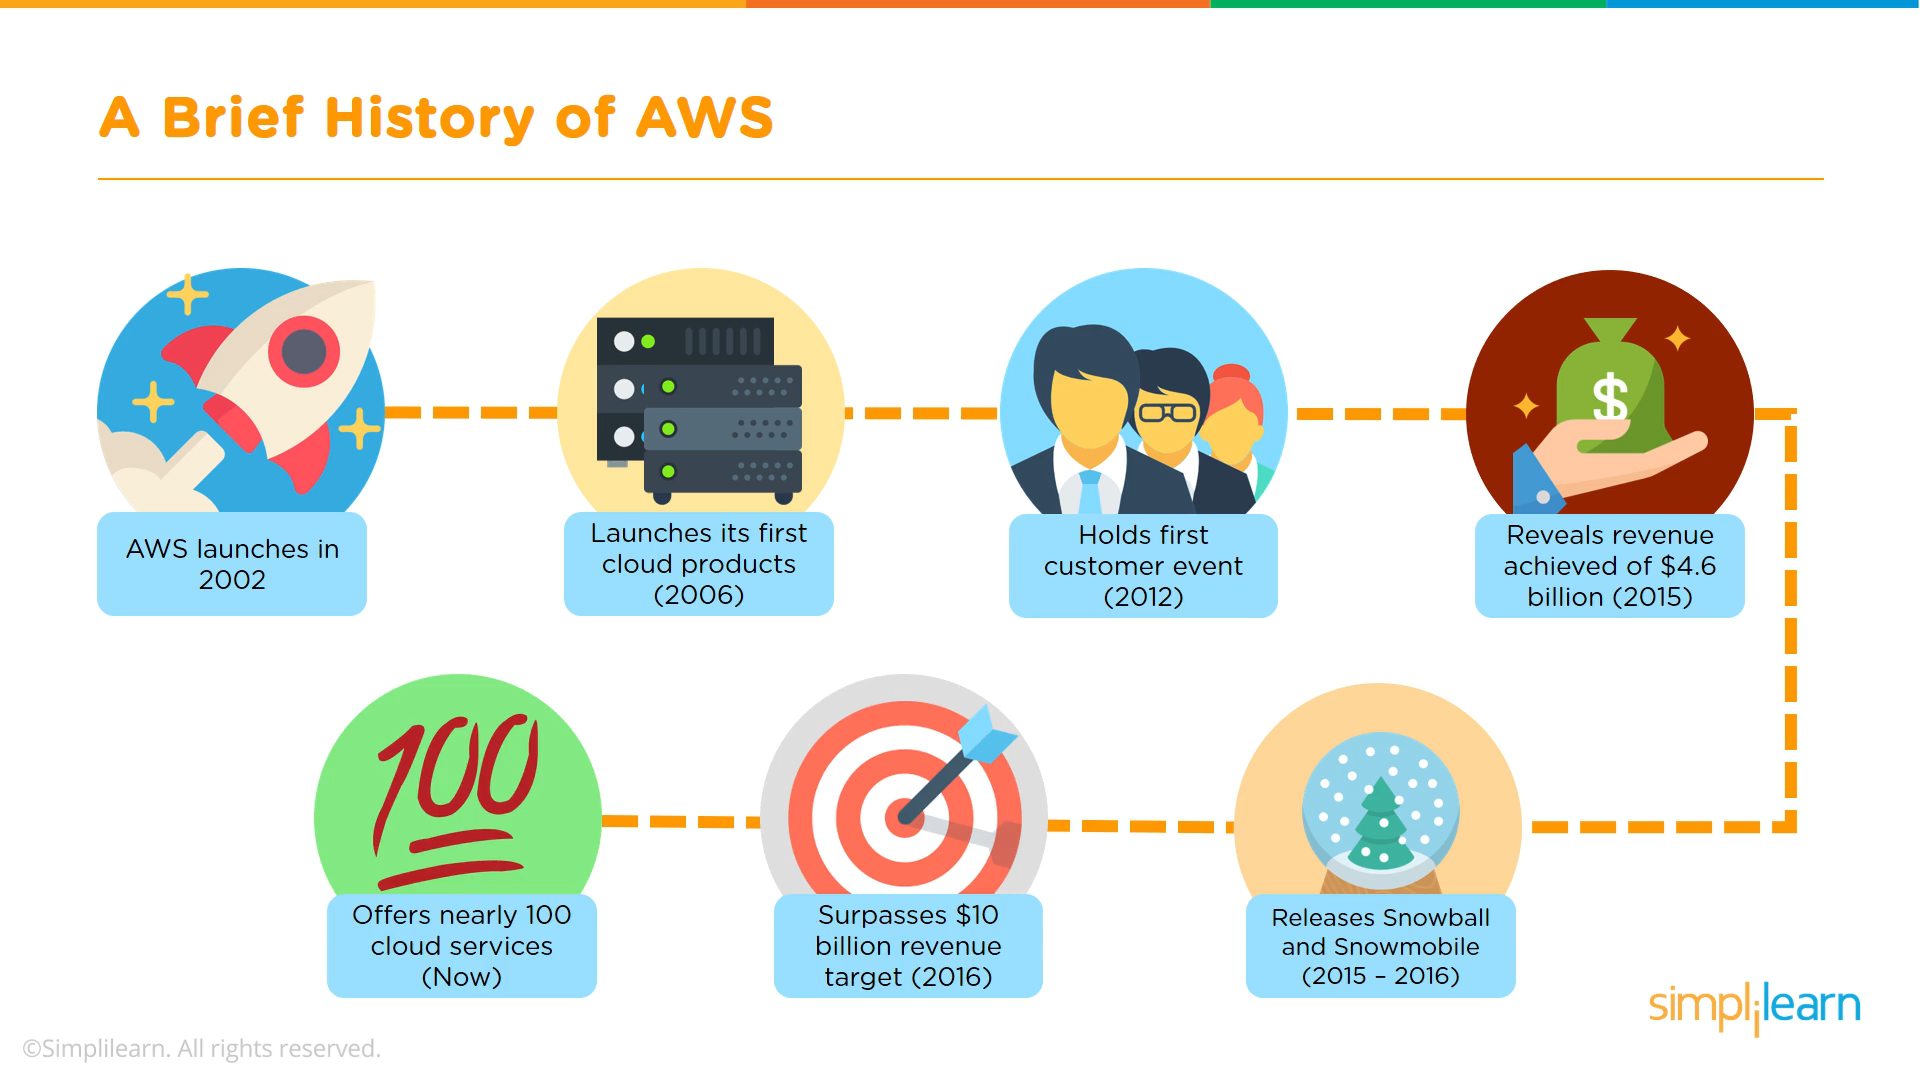 A Brief History of AWS
$
AWS launches in
2002
Launches its first
cloud products
(2006)
Holds first
customer event
(2012)
Reveals revenue
achieved of $4.6
billion (2015)
100
Releases Snowball
and Snowmobile
(2015 – 2016)
Surpasses $10
billion revenue
target (2016)
Offers nearly 100
cloud services
(Now)
simplilearn
©Simplilearn. All rights reserved.